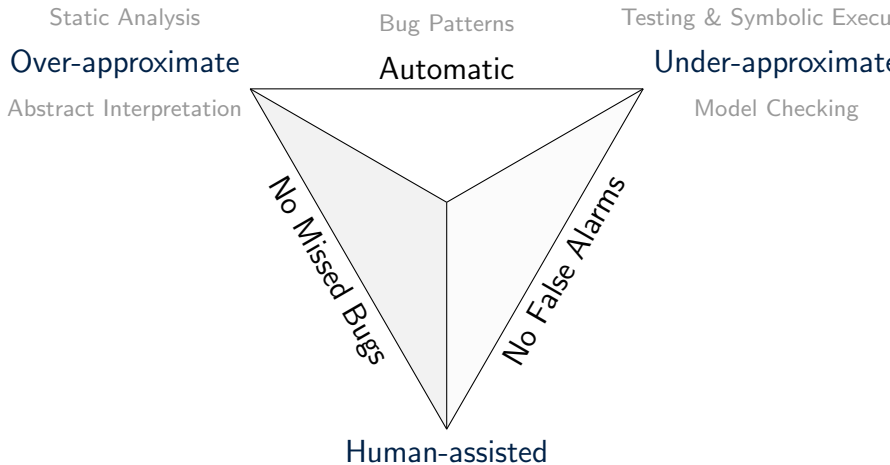 Static Analysis
Bug Patterns
Testing & Symbolic Execu
Over-approximate
Automatic
Under-approximate
Abstract Interpretation
Model Checking
No Missed Bugs
No False Alarms
Human-assisted